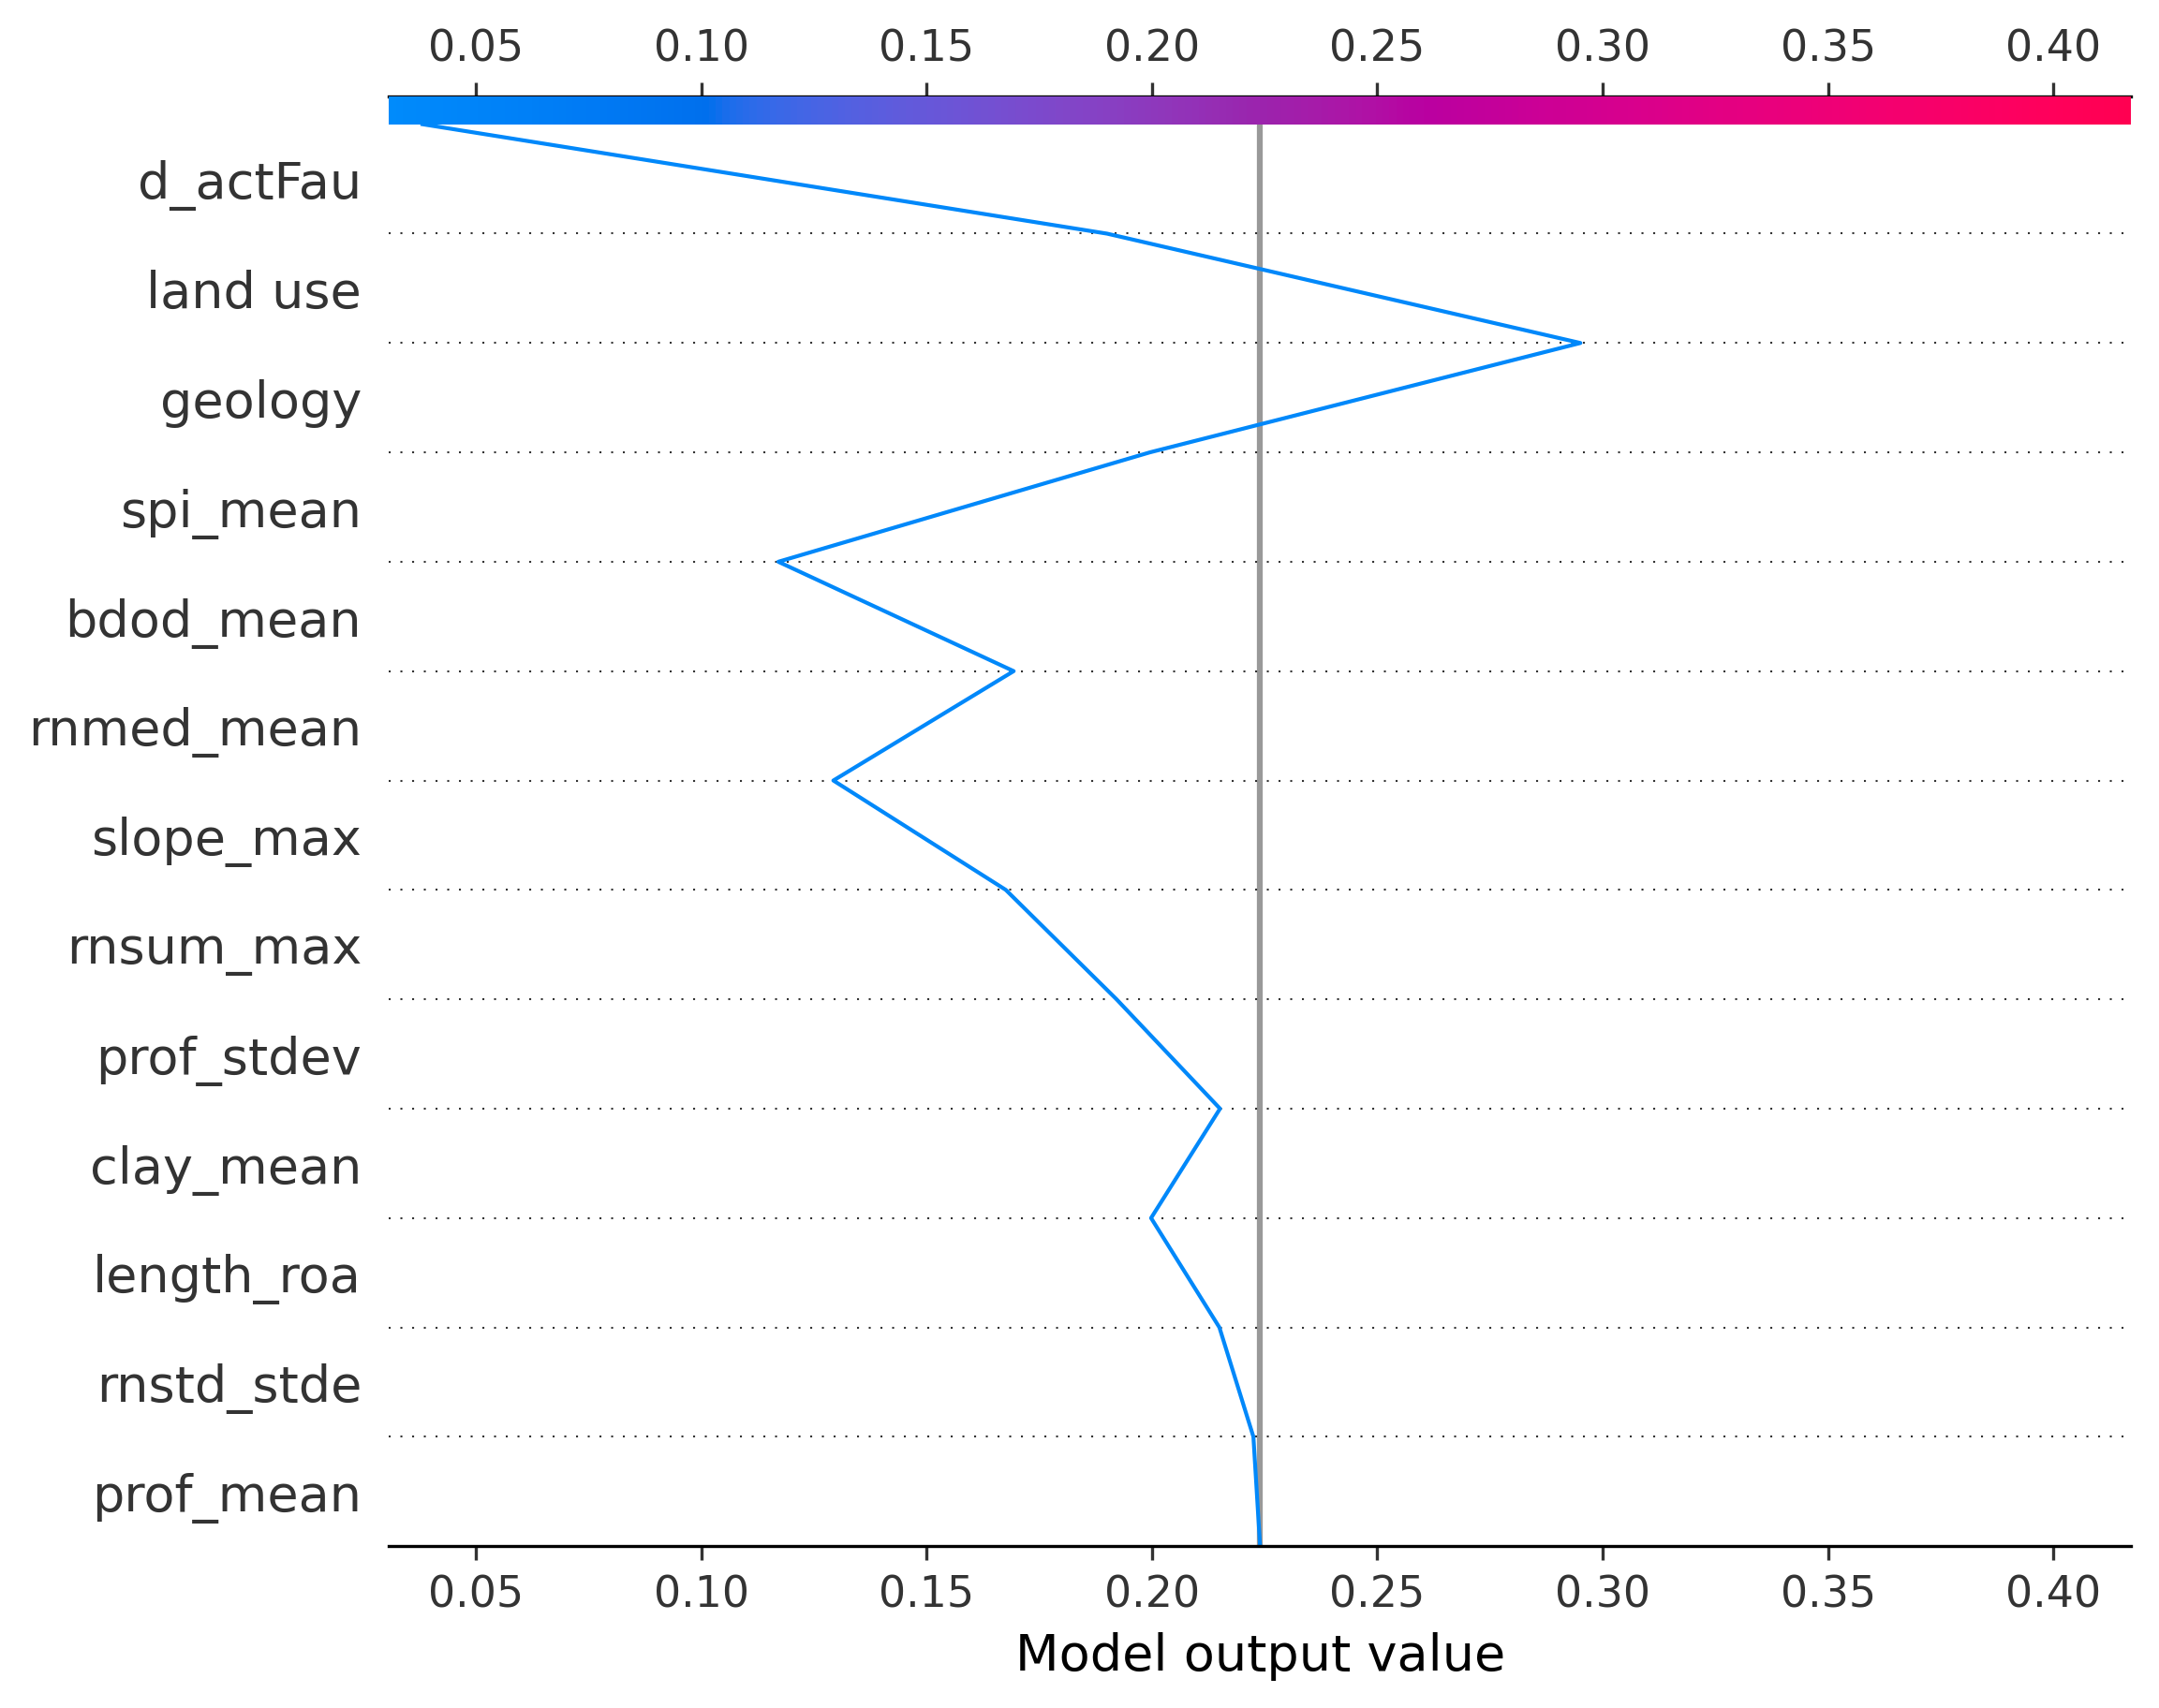 0.05 0.10 0.15 0.20 0.25 0.30 0.35 0.40
d_actFau
land use
geology
spi_mean
bdod_mean
rnmed_mean
slope_max
rnsum_max
prof_stdev
clay_mean
length_roa
rnstd_stde
prof_mean
0.05 0.10 0.15 0.20 0.25 0.30 0.35 0.40
Model output value